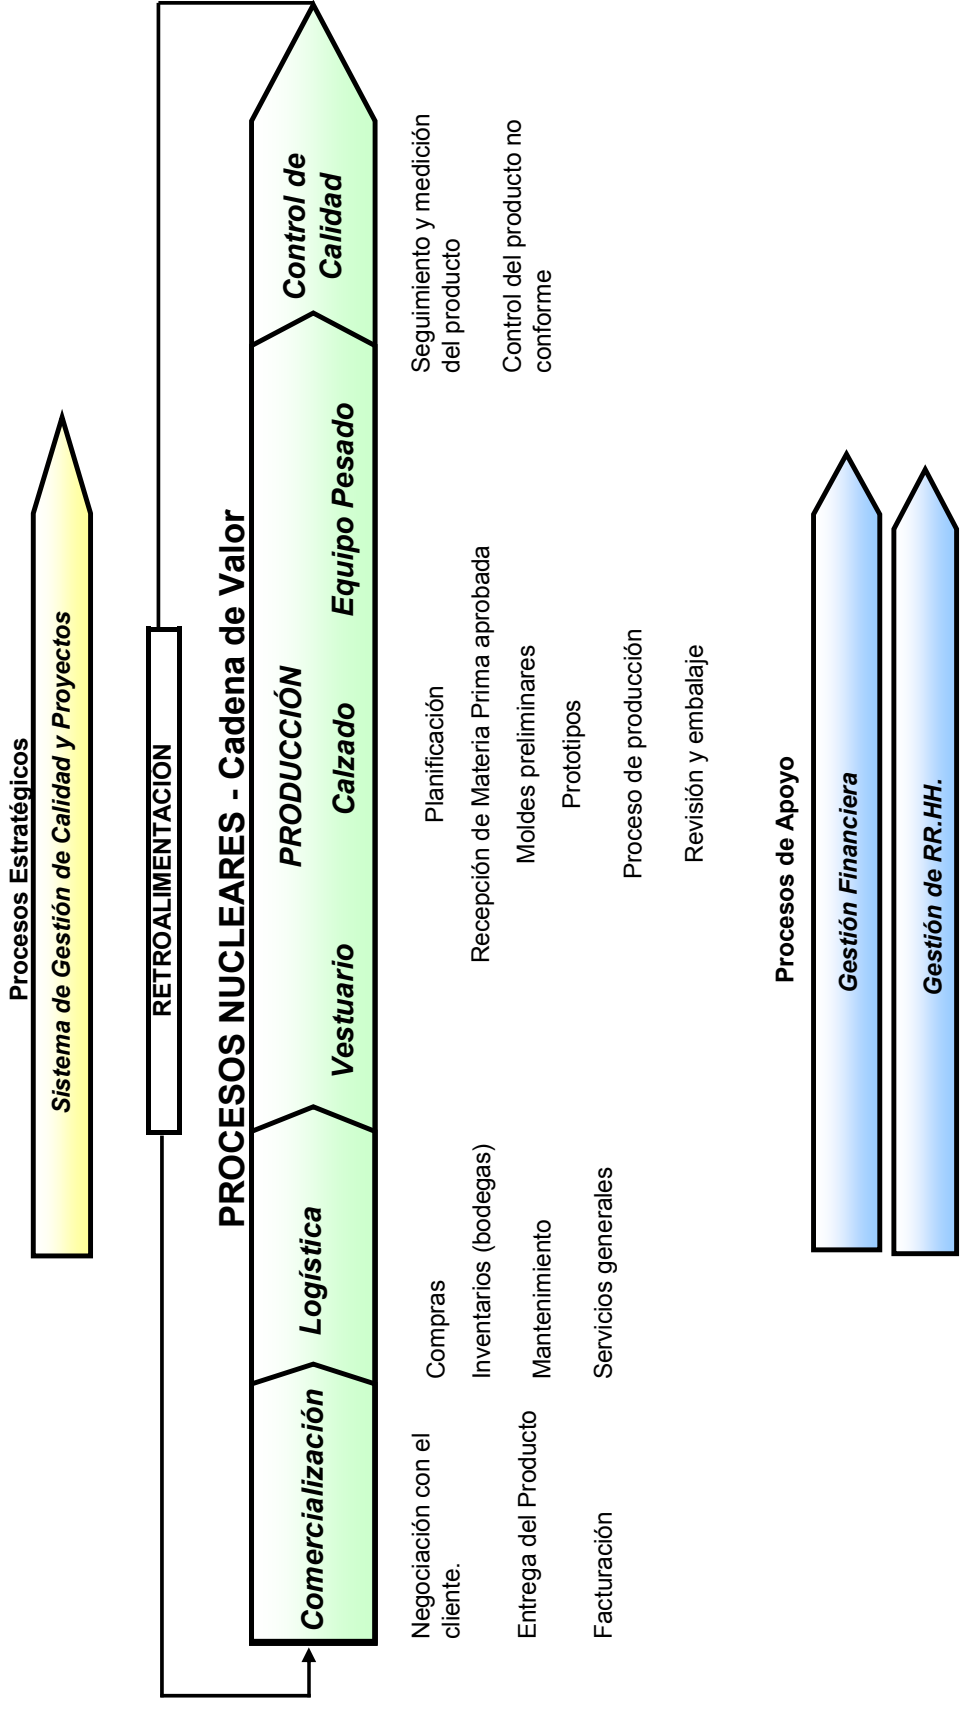 Procesos Estratégicos
Sistema de Gestión de Calidad y Proyectos
RETROALIMENTACION
PROCESOS NUCLEARES - Cadena de Valor
Comercialización
Logística
PRODUCCIÓN
Vestuario
Calzado
Equipo Pesado
Control de
Calidad
Negociación con el
cliente.
Entrega del Producto
Facturación
Compras
Inventarios (bodegas)
Mantenimiento
Servicios generales
Planificación
Recepción de Materia Prima aprobada
Moldes preliminares
Prototipos
Proceso de producción
Revisión y embalaje
Seguimiento y medición
del producto
Control del producto no
conforme
Procesos de Apoyo
Gestión Financiera
Gestión de RR.HH.